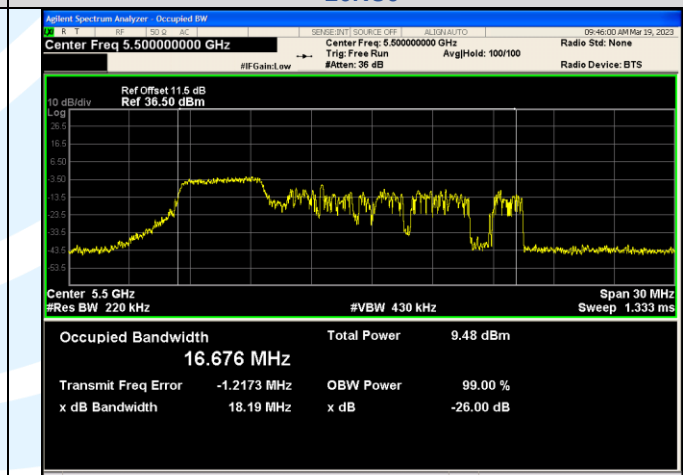 Agilent Spectrum Analyzer - Occupied BW
R T RF 50 Ω AC SENSE:INT SOURCE OFF ALIGNAUTO 09:46:00 AM Mar 19, 2023
Center Freq 5.500000000 GHz Center Freq: 5.500000000 GHz Radio Std: None
Trig: Free Run Avg|Hold: 100/100
#IFGain:Low #Atten: 36 dB Radio Device: BTS
Ref Offset 11.5 dB
10 dB/div Ref 36.50 dBm
Log
26.5
16.5
6.50
-3.50
-13.5
-23.5
-33.5
-43.5
-53.5
Center 5.5 GHz Span 30 MHz
#Res BW 220 kHz #VBW 430 kHz Sweep 1.333 ms
Occupied Bandwidth Total Power 9.48 dBm
16.676 MHz
Transmit Freq Error -1.2173 MHz OBW Power 99.00 %
x dB Bandwidth 18.19 MHz x dB -26.00 dB